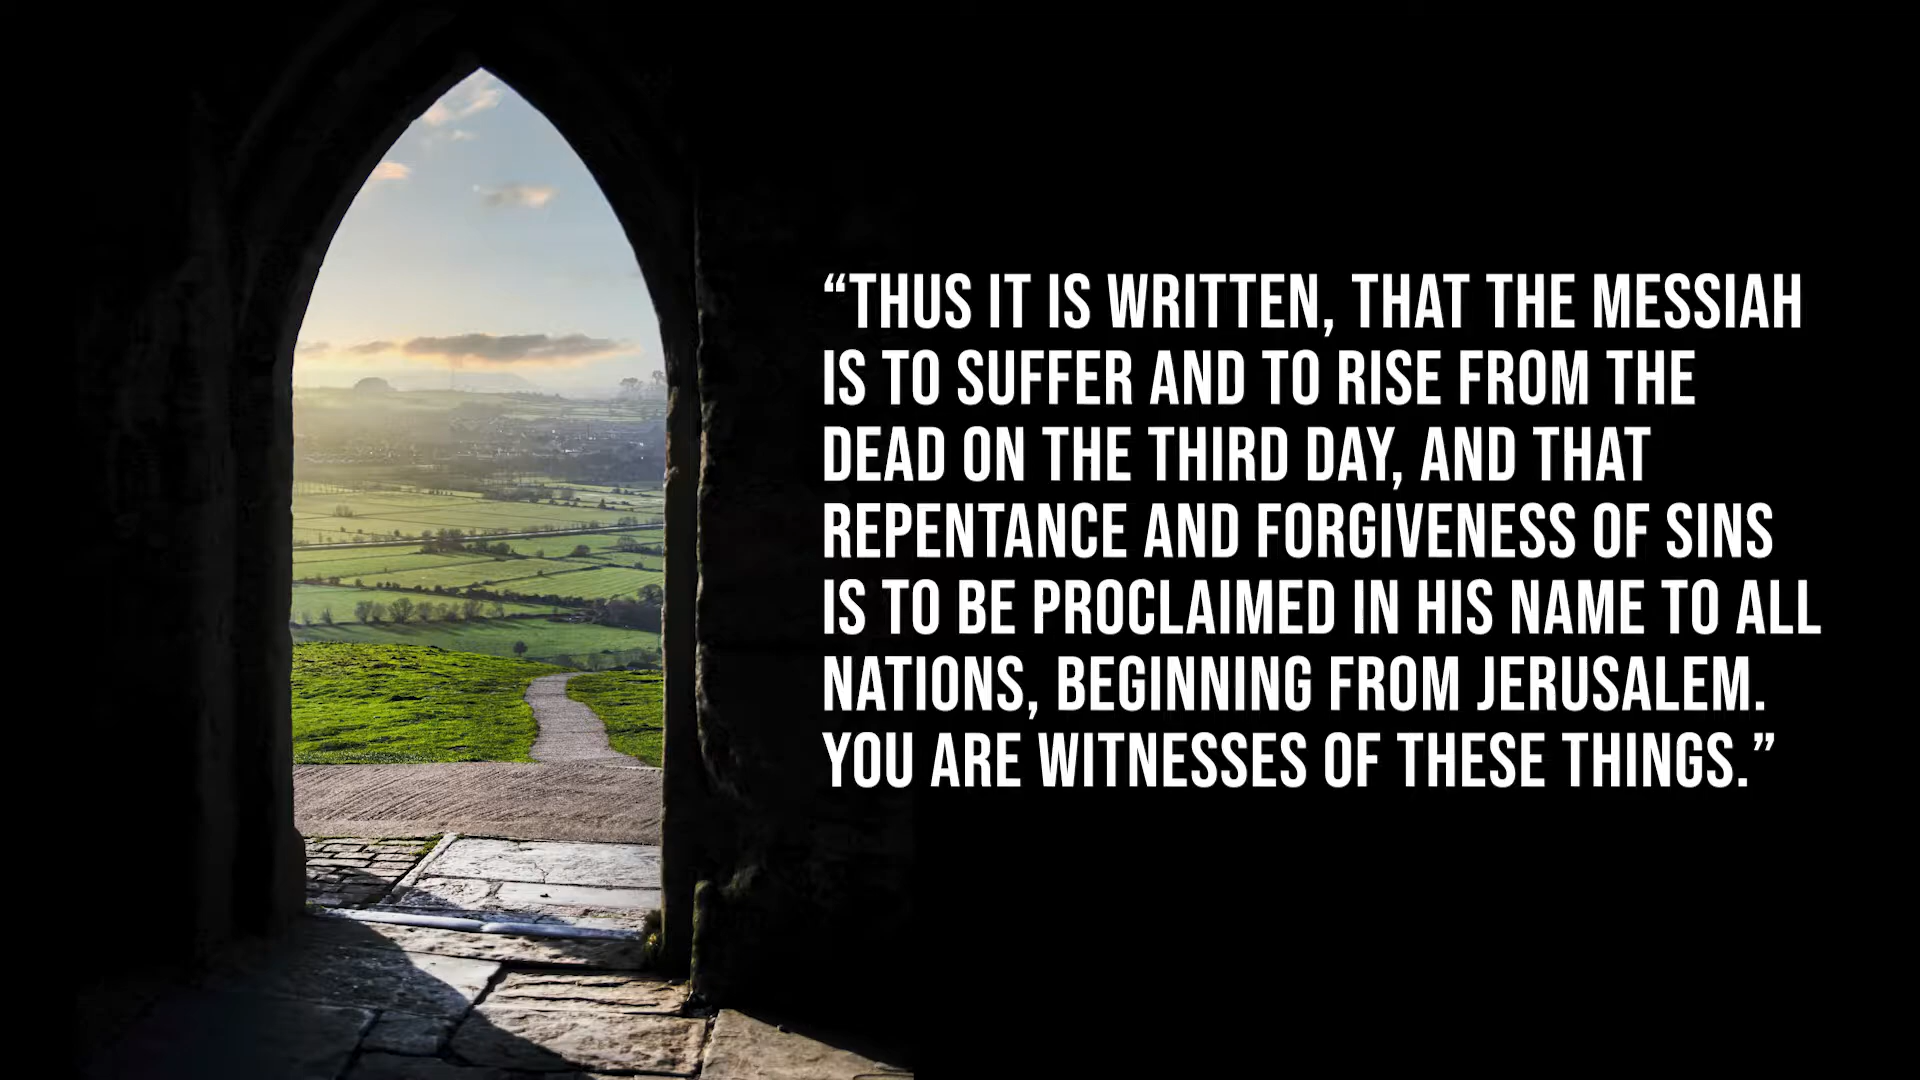 “THUS IT IS WRITTEN, THAT THE MESSIAH
IS TO SUFFER AND TO RISE FROM THE
DEAD ON THE THIRD DAY, AND THAT
REPENTANCE AND FORGIVENESS OF SINS
IS TO BE PROCLAIMED IN HIS NAME TO ALL
NATIONS, BEGINNING FROM JERUSALEM.
YOU ARE WITNESSES OF THESE THINGS.”